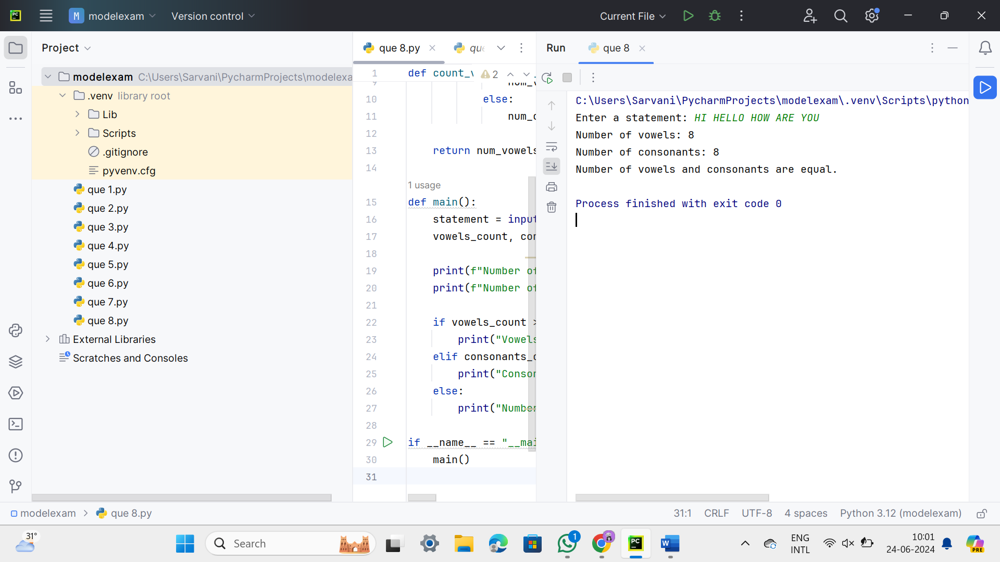 PC
M modelexam
Version control
Current File
Project
que 8.py
Run
que 8
modelexam C:\Users\Sarvani\PycharmProjects\modelexa
.venv library root
Lib
Scripts
.gitignore
pyvenv.cfg
que 1.py
que 2.py
que 3.py
que 4.py
que 5.py
que 6.py
que 7.py
que 8.py
External Libraries
Scratches and Consoles
1 def count_v
2
10 else:
11 num_c
12
13 return num_vowels
14
1 usage
15 def main():
16 statement = input
17 vowels_count, con
18
19 print(f"Number of
20 print(f"Number of
21
22 if vowels_count >
23 print("Vowels
24 elif consonants_c
25 print("Conson
26 else:
27 print("Number
28
29 if __name__ == "__mai
30 main()
31
C:\Users\Sarvani\PycharmProjects\modelexam\.venv\Scripts\python
Enter a statement: HI HELLO HOW ARE YOU
Number of vowels: 8
Number of consonants: 8
Number of vowels and consonants are equal.
Process finished with exit code 0
modelexam > que 8.py
31:1 CRLF UTF-8 4 spaces Python 3.12 (modelexam)
31°
Search
1
PC
W
ENG
INTL
10:01
24-06-2024
PRE